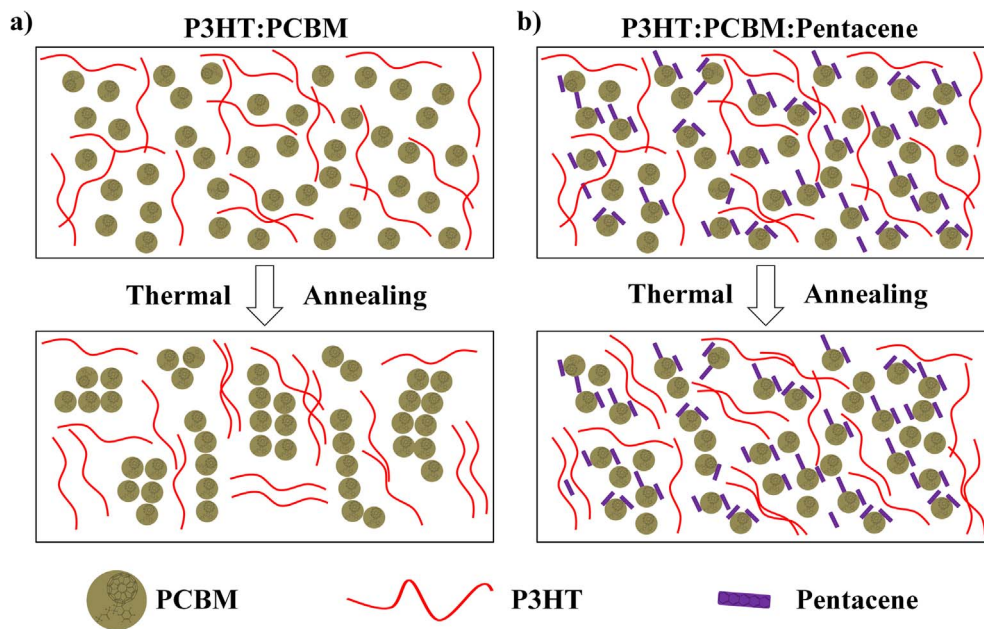 a) P3HT:PCBM
b) P3HT:PCBM:Pentacene
Thermal Annealing
Thermal Annealing
PCBM
P3HT
Pentacene